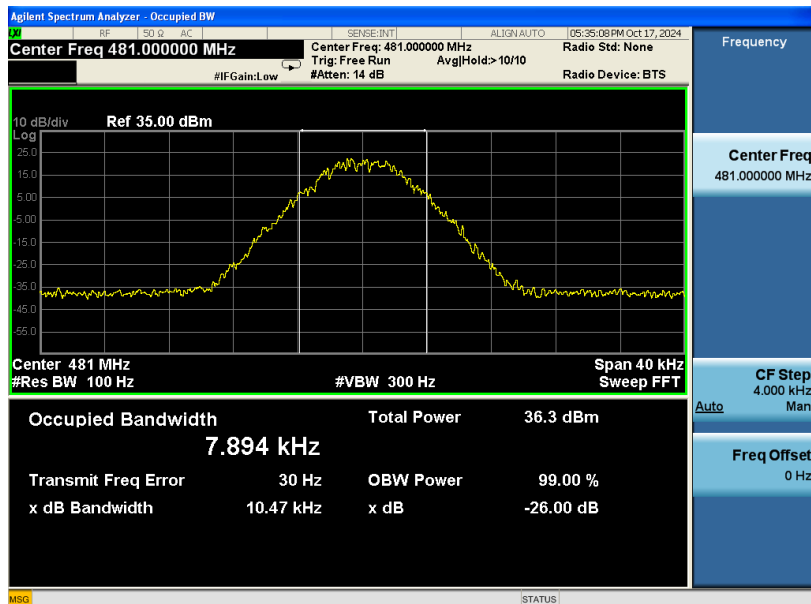 Agilent Spectrum Analyzer - Occupied BW
LXI RF 50 Ω AC SENSE:INT ALIGN AUTO 05:35:08 PM Oct 17, 2024
Center Freq 481.000000 MHz
Center Freq: 481.000000 MHz Radio Std: None
Trig: Free Run Avg|Hold:> 10/10
#IFGain:Low #Atten: 14 dB Radio Device: BTS
10 dB/div Ref 35.00 dBm
Log
25.0
15.0
5.00
-5.00
-15.0
-25.0
-35.0
-45.0
-55.0
Center 481 MHz Span 40 kHz
#Res BW 100 Hz #VBW 300 Hz Sweep FFT
Occupied Bandwidth Total Power 36.3 dBm
7.894 kHz
Transmit Freq Error 30 Hz OBW Power 99.00 %
x dB Bandwidth 10.47 kHz x dB -26.00 dB
Frequency
Center Freq
481.000000 MHz
CF Step
4.000 kHz
Auto Man
Freq Offset
0 Hz
MSG STATUS